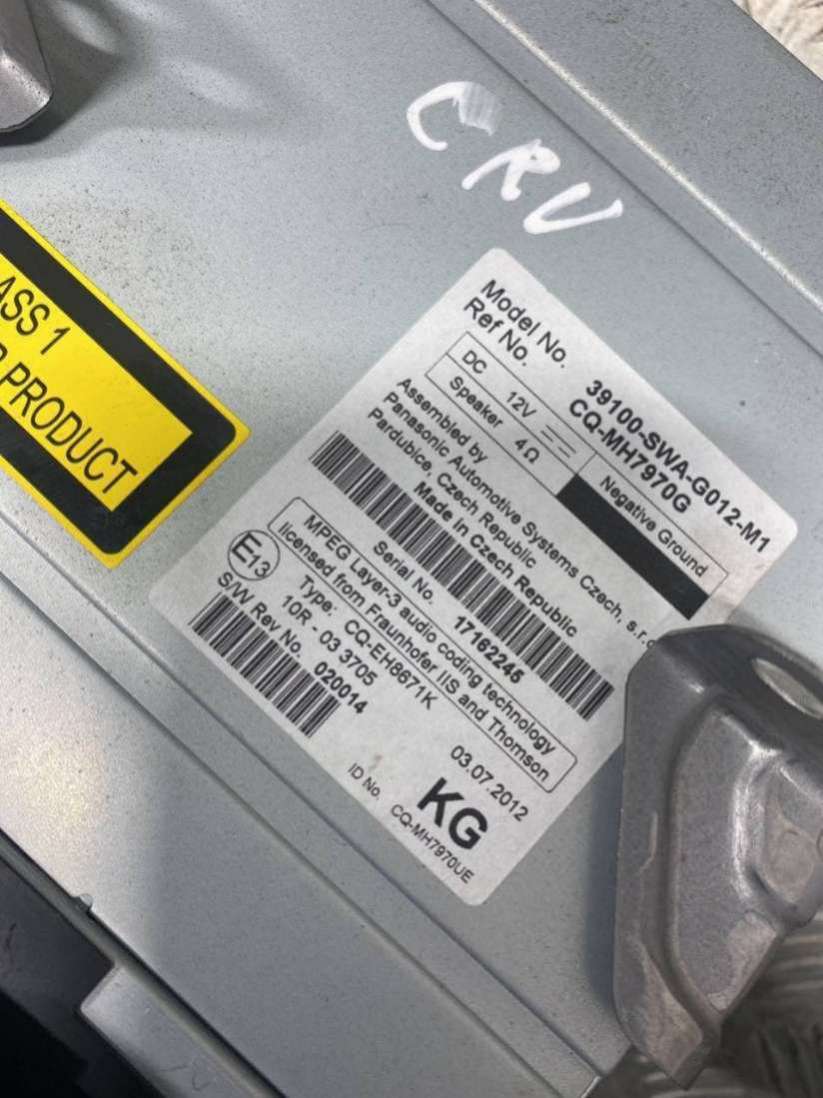 CRV
ASS 1
PRODUCT
Model No. 39100-SWA-G012-M1
Ref No. CQ-MH7970G
DC 12V Negative Ground
Speaker 4Ω
Assembled by
Panasonic Automotive Systems Czech, s.r.o
Pardubice, Czech Republic
Made in Czech Republic
Serial No. 17162245
MPEG Layer-3 audio coding technology
licensed from Fraunhofer IIS and Thomson
E13
Type: CQ-EH8671K
10R - 03 3705
S/W Rev No. 020014
03.07.2012
KG
ID No. CQ-MH7970UE